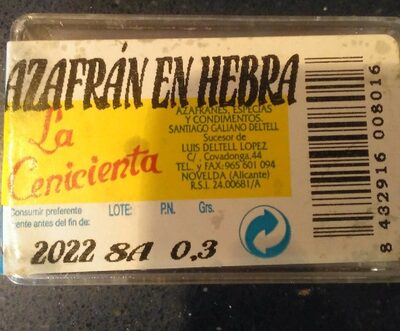 AZAFRÁN EN HEBRA
La
Cenicienta
AZAFRANES, ESPECIAS
Y CONDIMENTOS.
SANTIAGO GALIANO DELTELL
Sucesor de
LUIS DELTELL LOPEZ
C/. Covadonga,44
TEL. y FAX:965 601 094
NOVELDA (Alicante)
R.S.I. 24.00681/A
Consumir preferente
mente antes del fin de:
LOTE: P.N. Grs.
2022 8A 0,3
8 432916 008016